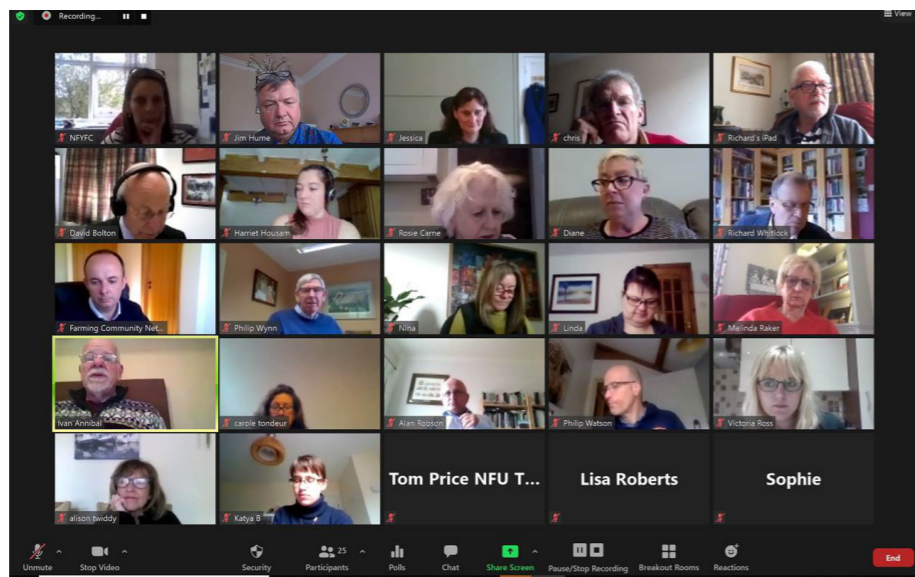 Recording...
View
NFYFC
Jim Hume
Jessica
chris
Richard's iPad
David Bolton
Harriet Housam
Rosie Carne
Diane
Richard Whitlock
Farming Community Net...
Philip Wynn
Nina
Linda
Melinda Raker
Ivan Annibal
carole tondeur
Alan Robson
Philip Watson
Victoria Ross
alison twiddy
Katya B
Tom Price NFU T...
Lisa Roberts
Sophie
Unmute
Stop Video
Security
25
Participants
Polls
Chat
Share Screen
Pause/Stop Recording
Breakout Rooms
Reactions
End